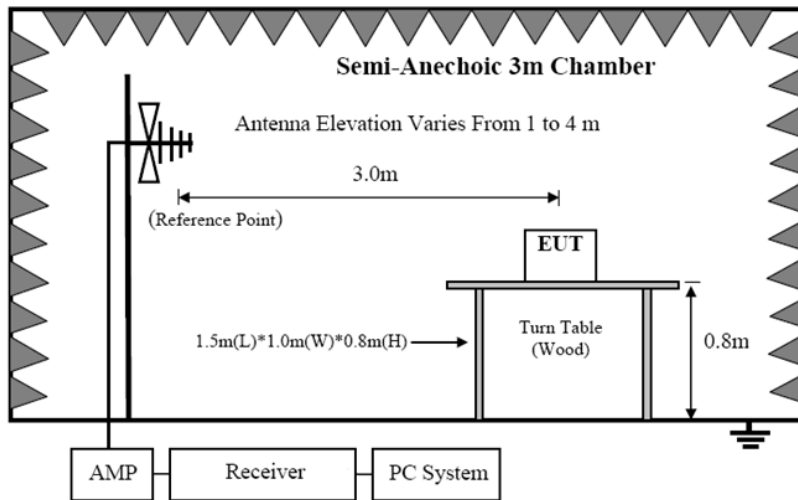 Semi-Anechoic 3m Chamber
Antenna Elevation Varies From 1 to 4 m
3.0m
(Reference Point)
EUT
1.5m(L)*1.0m(W)*0.8m(H)
Turn Table
(Wood)
0.8m
AMP
Receiver
PC System